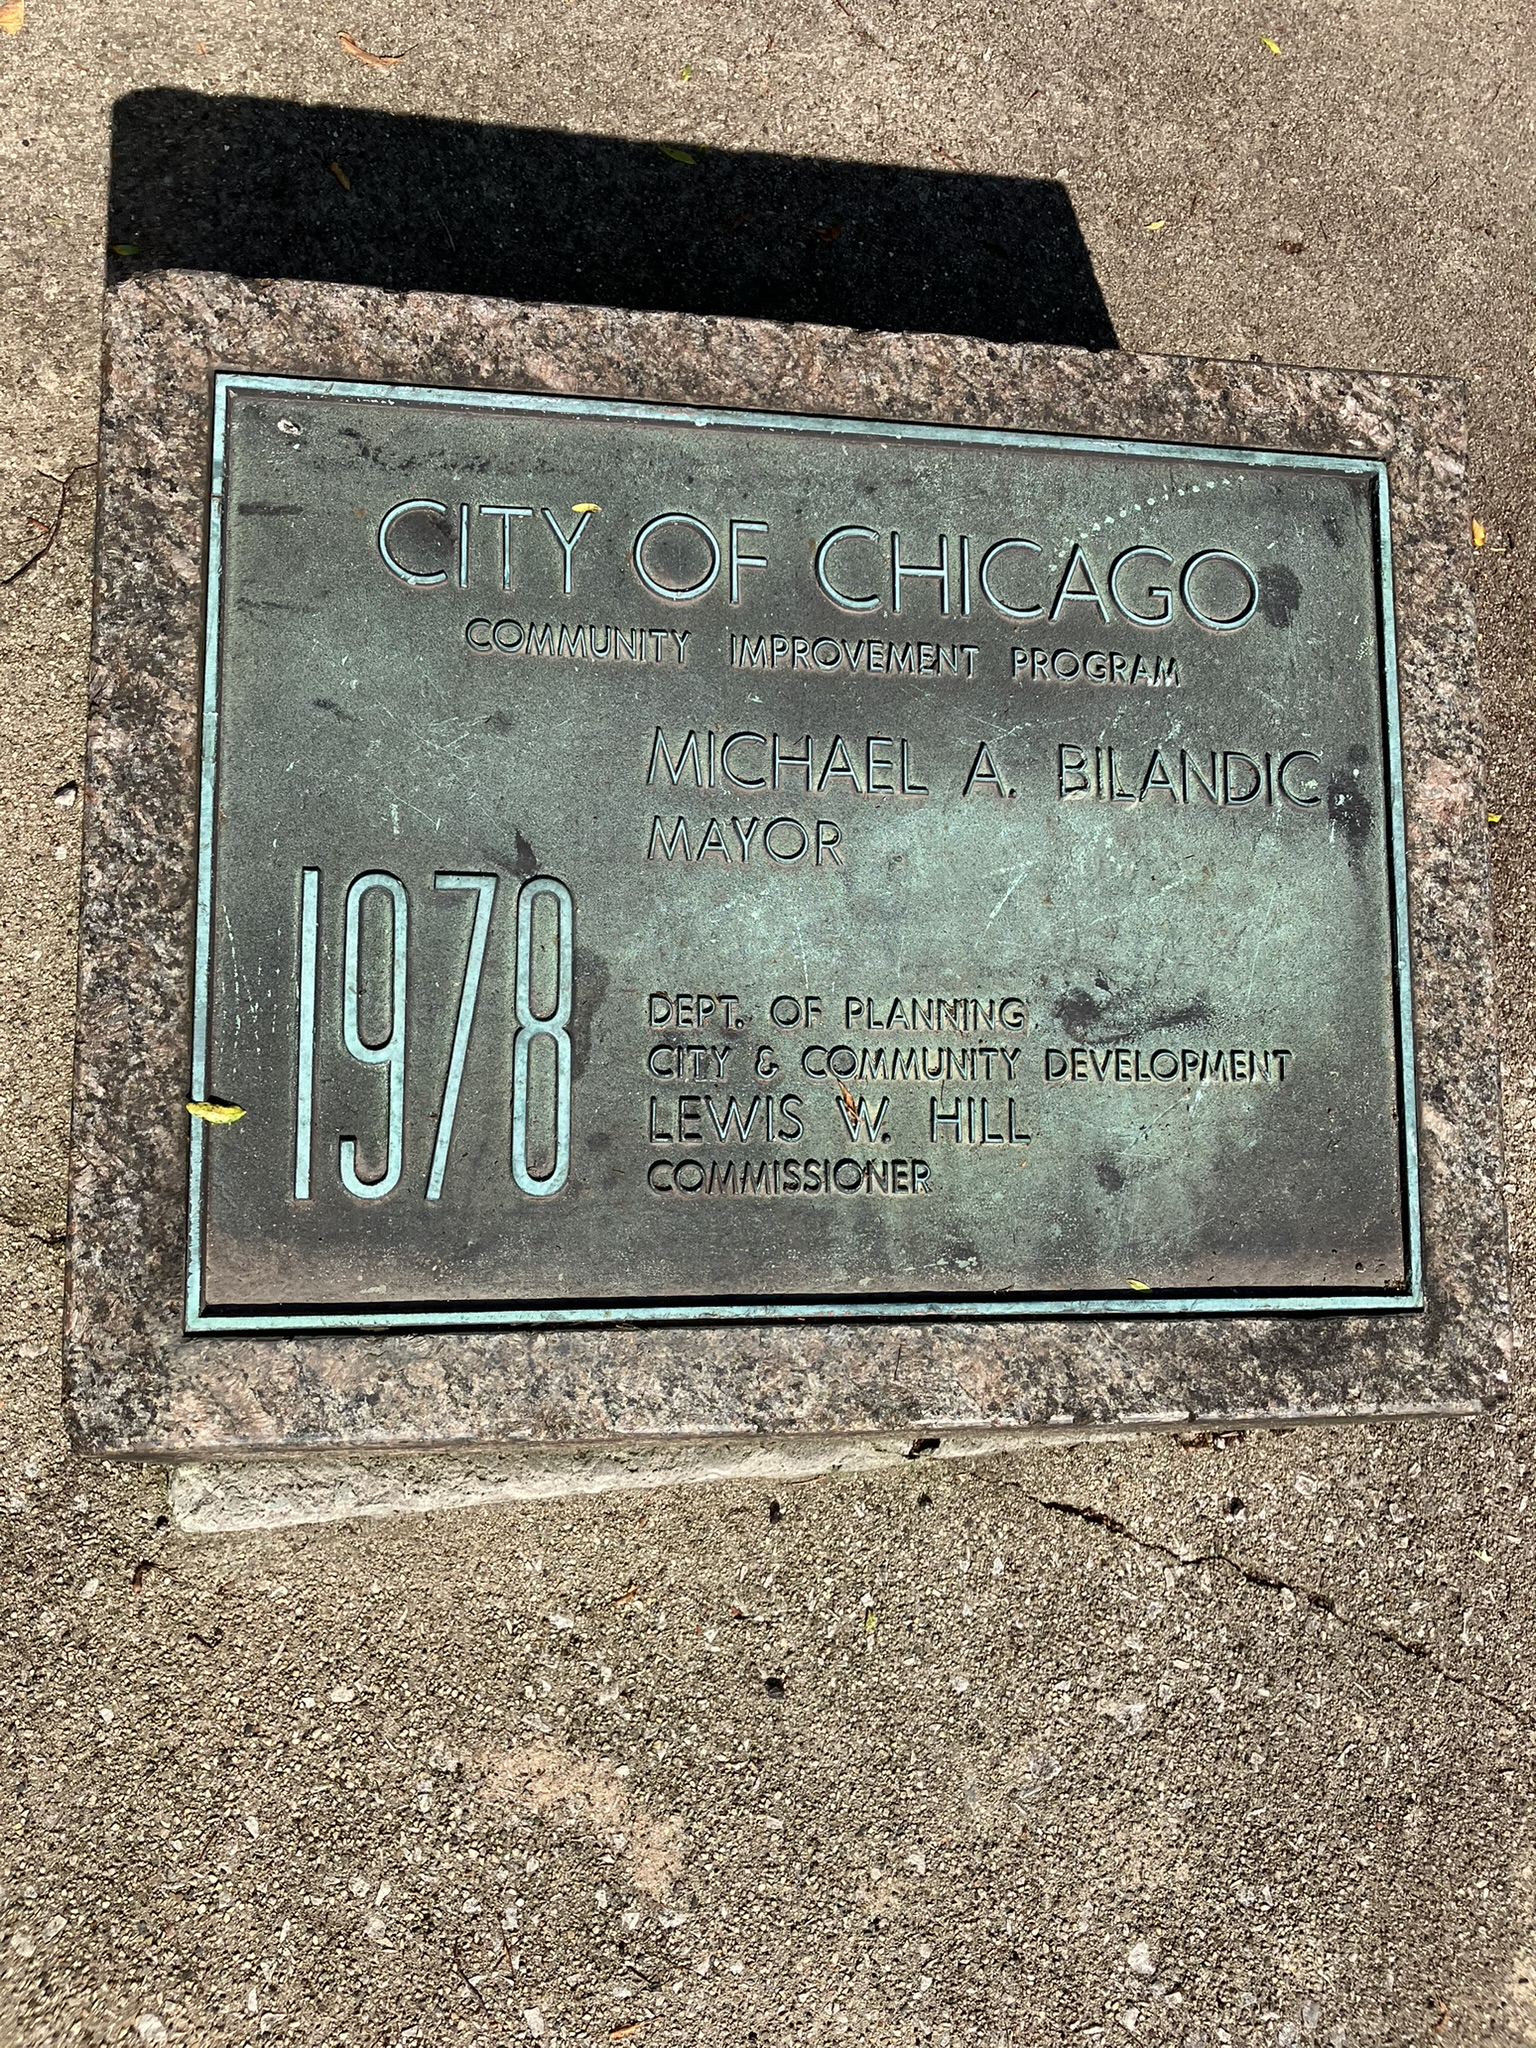 CITY OF CHICAGO
COMMUNITY IMPROVEMENT PROGRAM
MICHAEL A. BILANDIC
MAYOR
1978
DEPT. OF PLANNING
CITY & COMMUNITY DEVELOPMENT
LEWIS W. HILL
COMMISSIONER